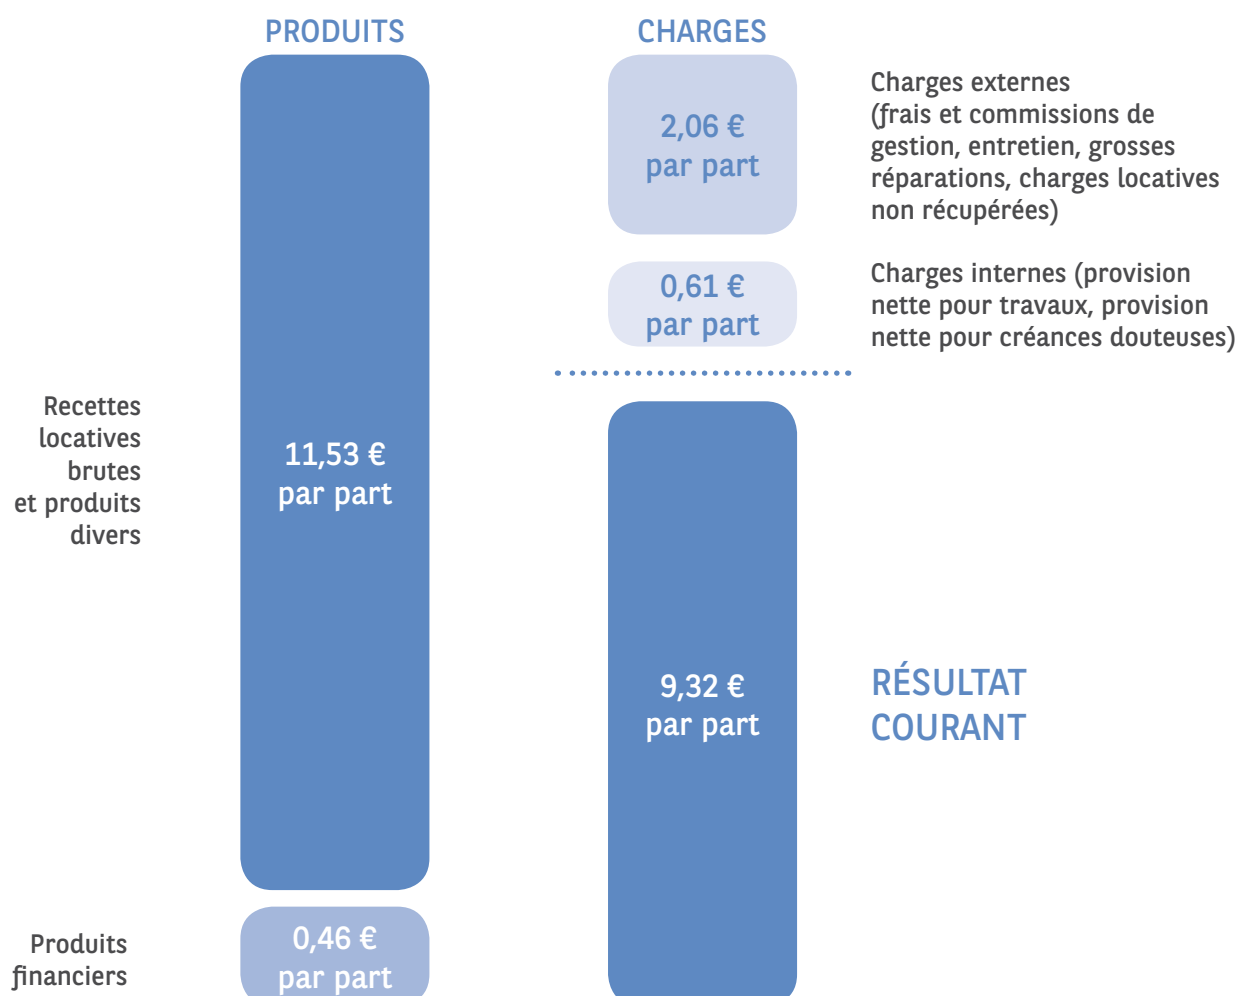 PRODUITS
CHARGES
2,06 €
par part
Charges externes
(frais et commissions de
gestion, entretien, grosses
réparations, charges locatives
non récupérées)
0,61 €
par part
Charges internes (provision
nette pour travaux, provision
nette pour créances douteuses)
Recettes
locatives
brutes
et produits
divers
11,53 €
par part
9,32 €
par part
RÉSULTAT
COURANT
Produits
financiers
0,46 €
par part